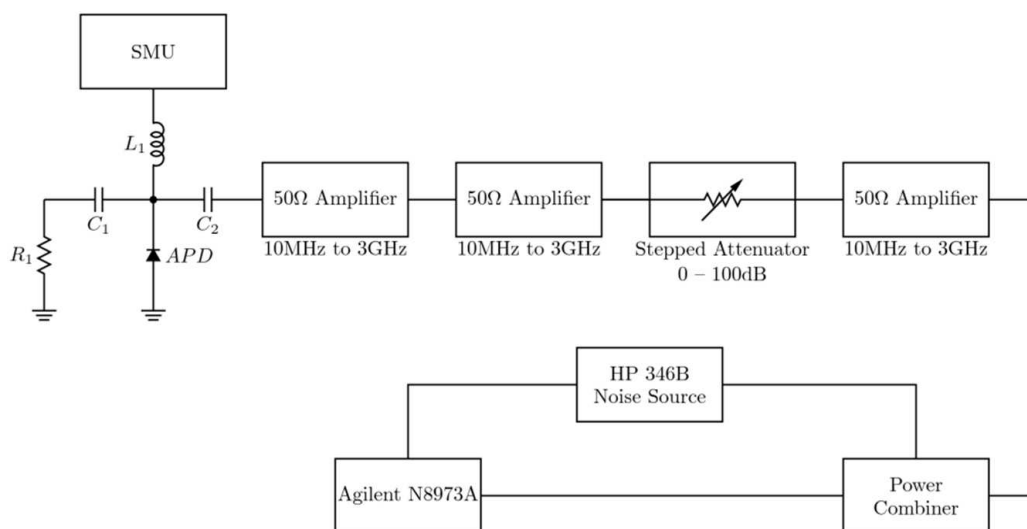 SMU
L₁
C₁
C₂
R₁
APD
50Ω Amplifier
10MHz to 3GHz
50Ω Amplifier
10MHz to 3GHz
Stepped Attenuator
0 – 100dB
50Ω Amplifier
10MHz to 3GHz
HP 346B
Noise Source
Agilent N8973A
Power
Combiner